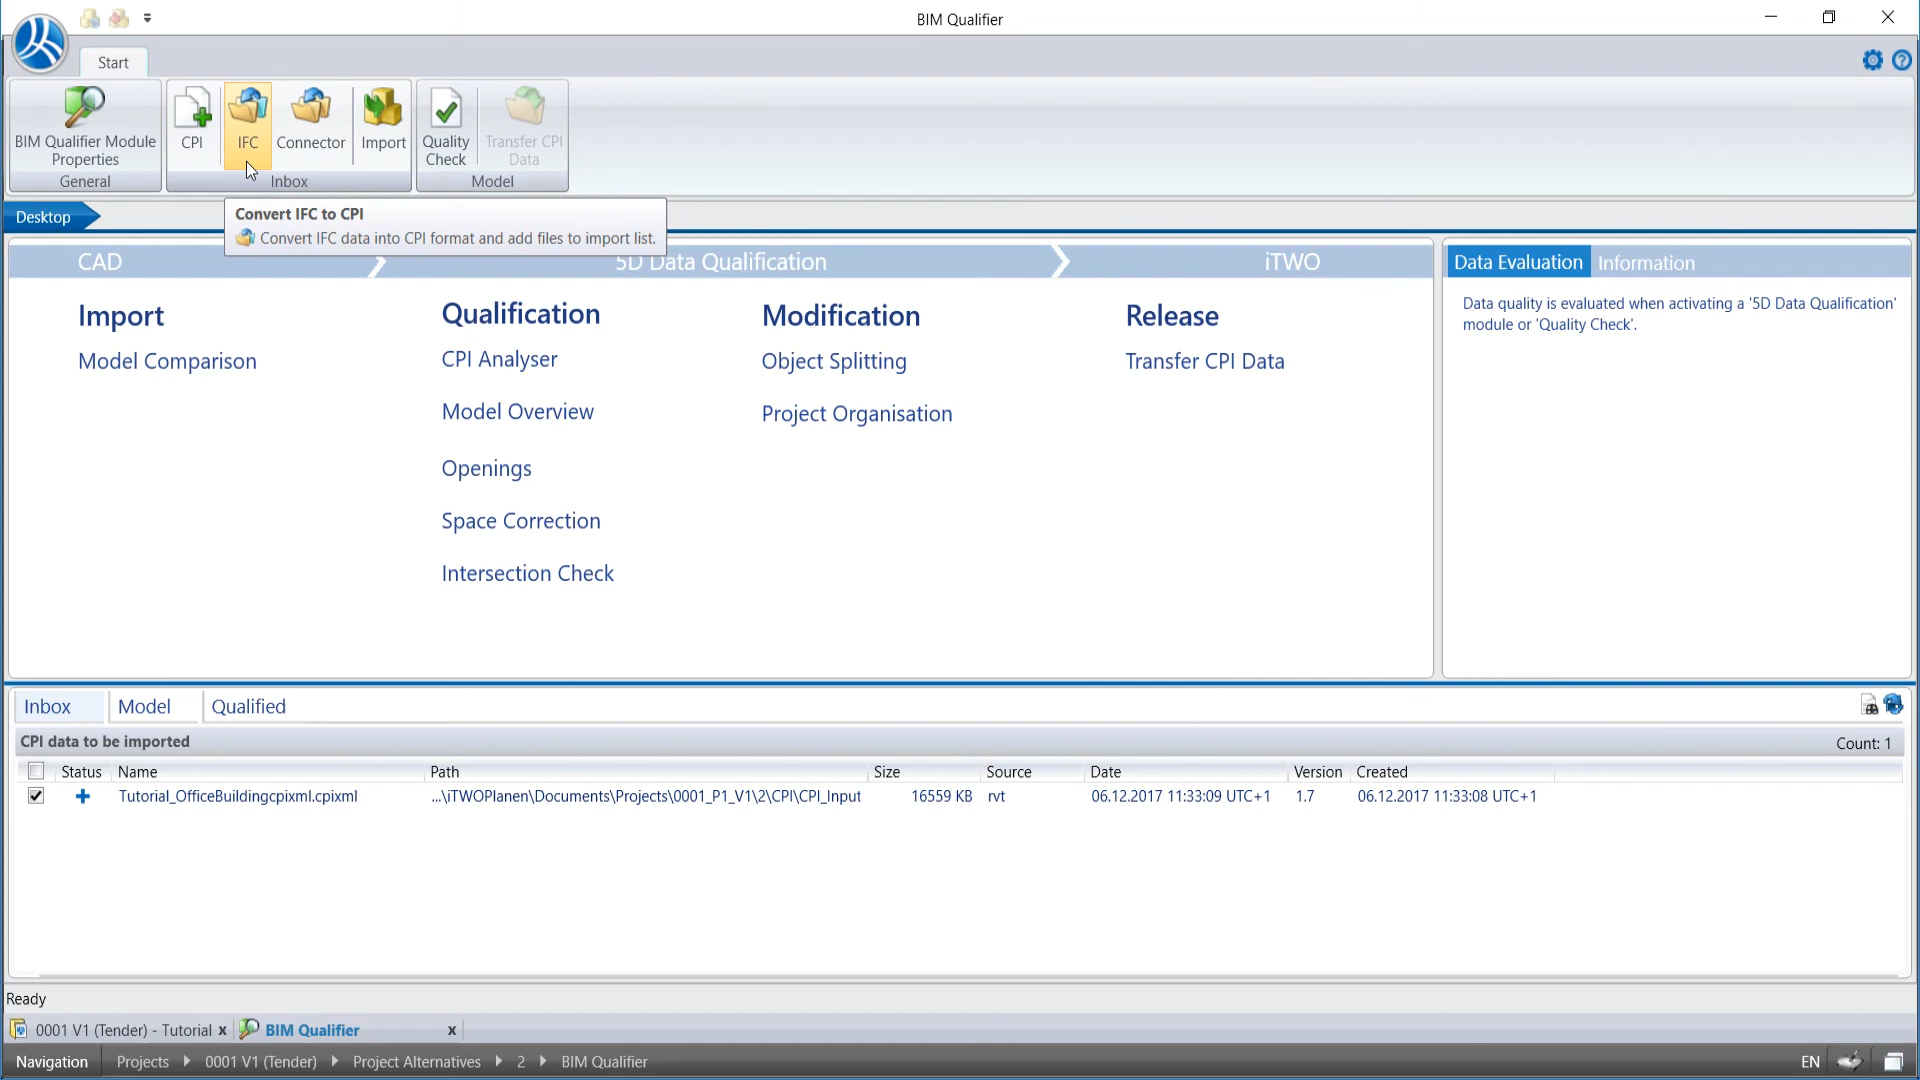 BIM Qualifier
Start
BIM Qualifier Module
Properties
General
CPI
IFC
Connector
Import
Inbox
Quality
Check
Transfer CPI
Data
Model
Desktop
Convert IFC to CPI
Convert IFC data into CPI format and add files to import list.
CAD
5D Data Qualification
iTWO
Import
Model Comparison
Qualification
CPI Analyser
Model Overview
Openings
Space Correction
Intersection Check
Modification
Object Splitting
Project Organisation
Release
Transfer CPI Data
Data Evaluation Information
Data quality is evaluated when activating a '5D Data Qualification'
module or 'Quality Check'.
Inbox Model Qualified
CPI data to be imported Count: 1
Status Name Path Size Source Date Version Created
Tutorial_OfficeBuildingcpixml.cpixml ...\iTWOPlanen\Documents\Projects\0001_P1_V1\2\CPI\CPI_Input 16559 KB rvt 06.12.2017 11:33:09 UTC+1 1.7 06.12.2017 11:33:08 UTC+1
Ready
0001 V1 (Tender) - Tutorial x BIM Qualifier x
Navigation Projects 0001 V1 (Tender) Project Alternatives 2 BIM Qualifier EN